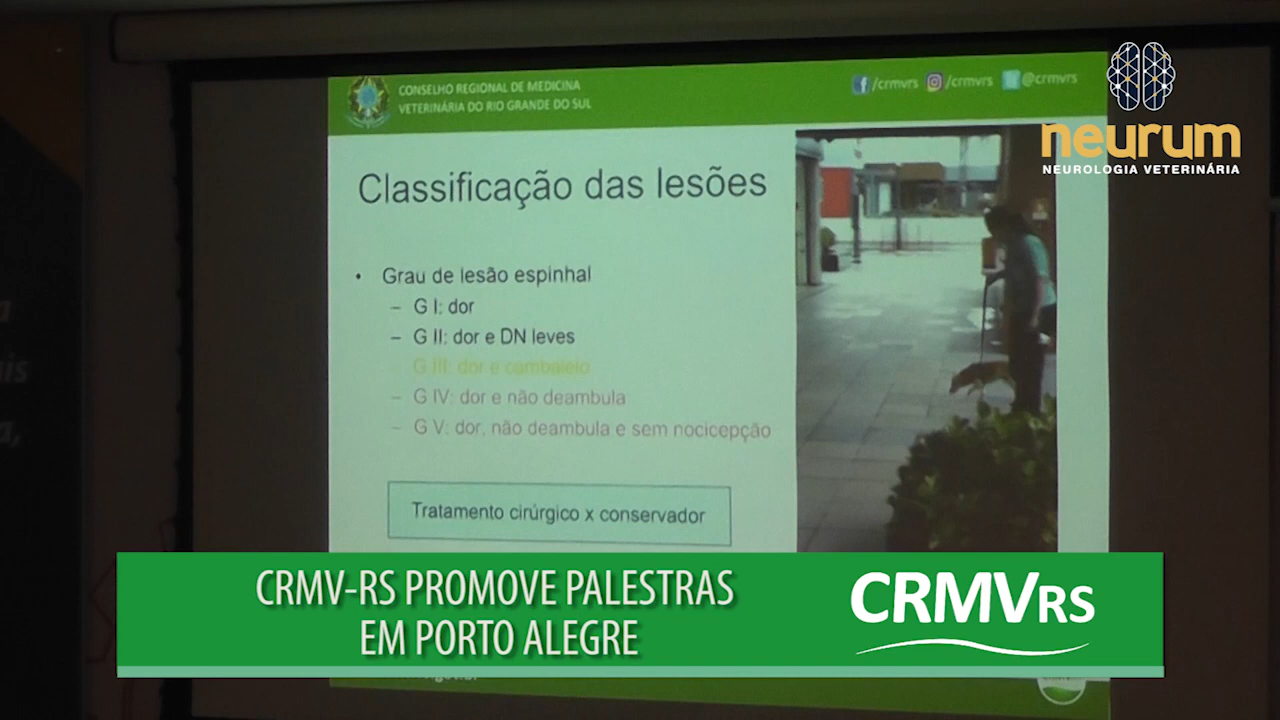 CONSELHO REGIONAL DE MEDICINA
VETERINÁRIA DO RIO GRANDE DO SUL
/crmvrs
/crmvrs
@crmvrs
neurum
NEUROLOGIA VETERINÁRIA
Classificação das lesões
• Grau de lesão espinhal
– G I: dor
– G II: dor e DN leves
G III: dor e cambaleio
– G IV: dor e não deambula
– G V: dor, não deambula e sem nocicepção
Tratamento cirúrgico x conservador
CRMV-RS PROMOVE PALESTRAS
EM PORTO ALEGRE
CRMVRS